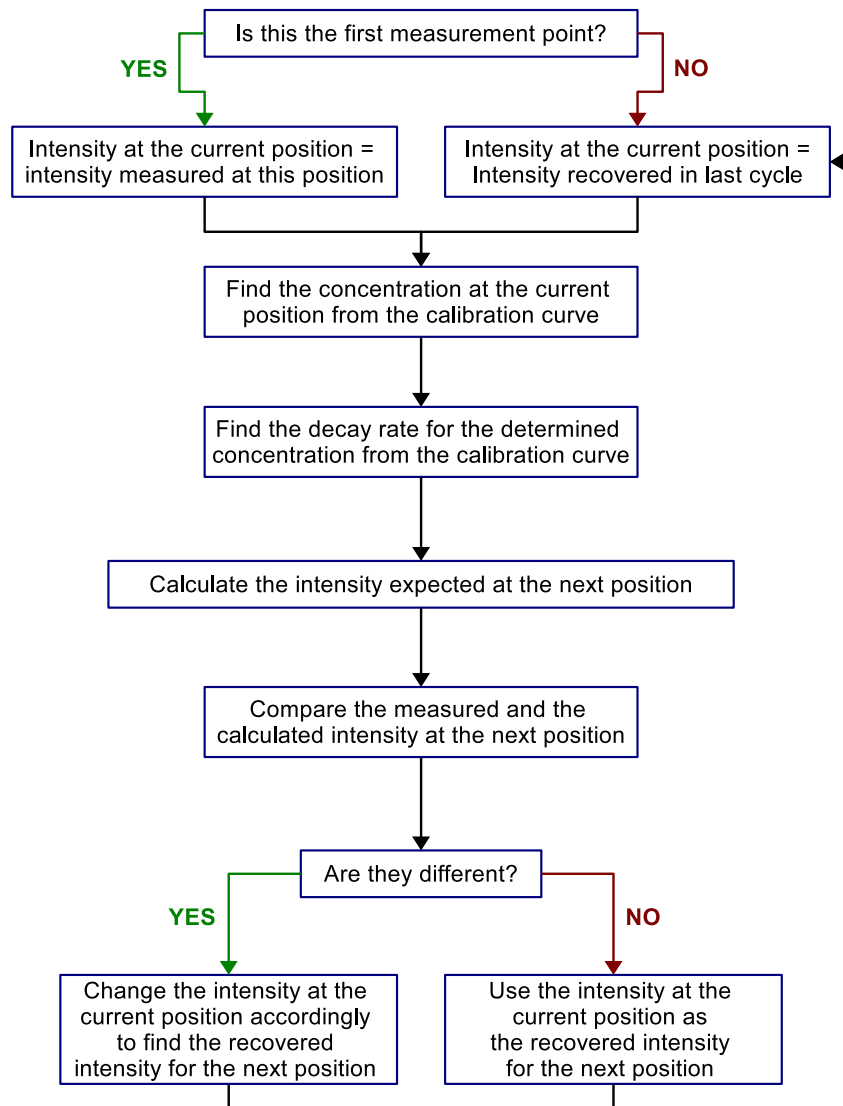 Is this the first measurement point?
YES
NO
Intensity at the current position =
intensity measured at this position
Intensity at the current position =
Intensity recovered in last cycle
Find the concentration at the current
position from the calibration curve
Find the decay rate for the determined
concentration from the calibration curve
Calculate the intensity expected at the next position
Compare the measured and the
calculated intensity at the next position
Are they different?
YES
NO
Change the intensity at the
current position accordingly
to find the recovered
intensity for the next position
Use the intensity at the
current position as
the recovered intensity
for the next position